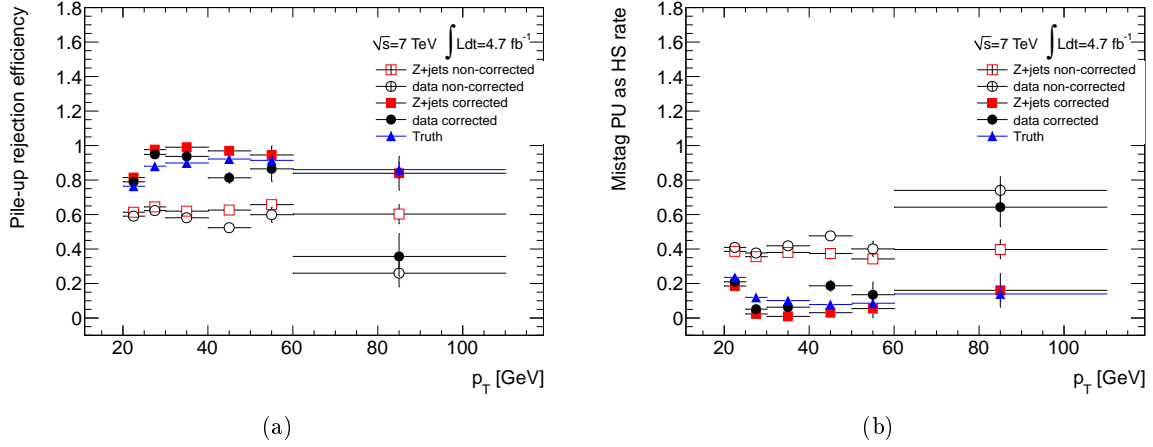 Pile-up rejection efficiency
1.8
1.6
1.4
1.2
1
0.8
0.6
0.4
0.2
0
√s=7 TeV ∫ Ldt=4.7 fb⁻¹
Z+jets non-corrected
data non-corrected
Z+jets corrected
data corrected
Truth
20 40 60 80 100
p_T [GeV]
(a)
Mistag PU as HS rate
1.8
1.6
1.4
1.2
1
0.8
0.6
0.4
0.2
0
√s=7 TeV ∫ Ldt=4.7 fb⁻¹
Z+jets non-corrected
data non-corrected
Z+jets corrected
data corrected
Truth
20 40 60 80 100
p_T [GeV]
(b)